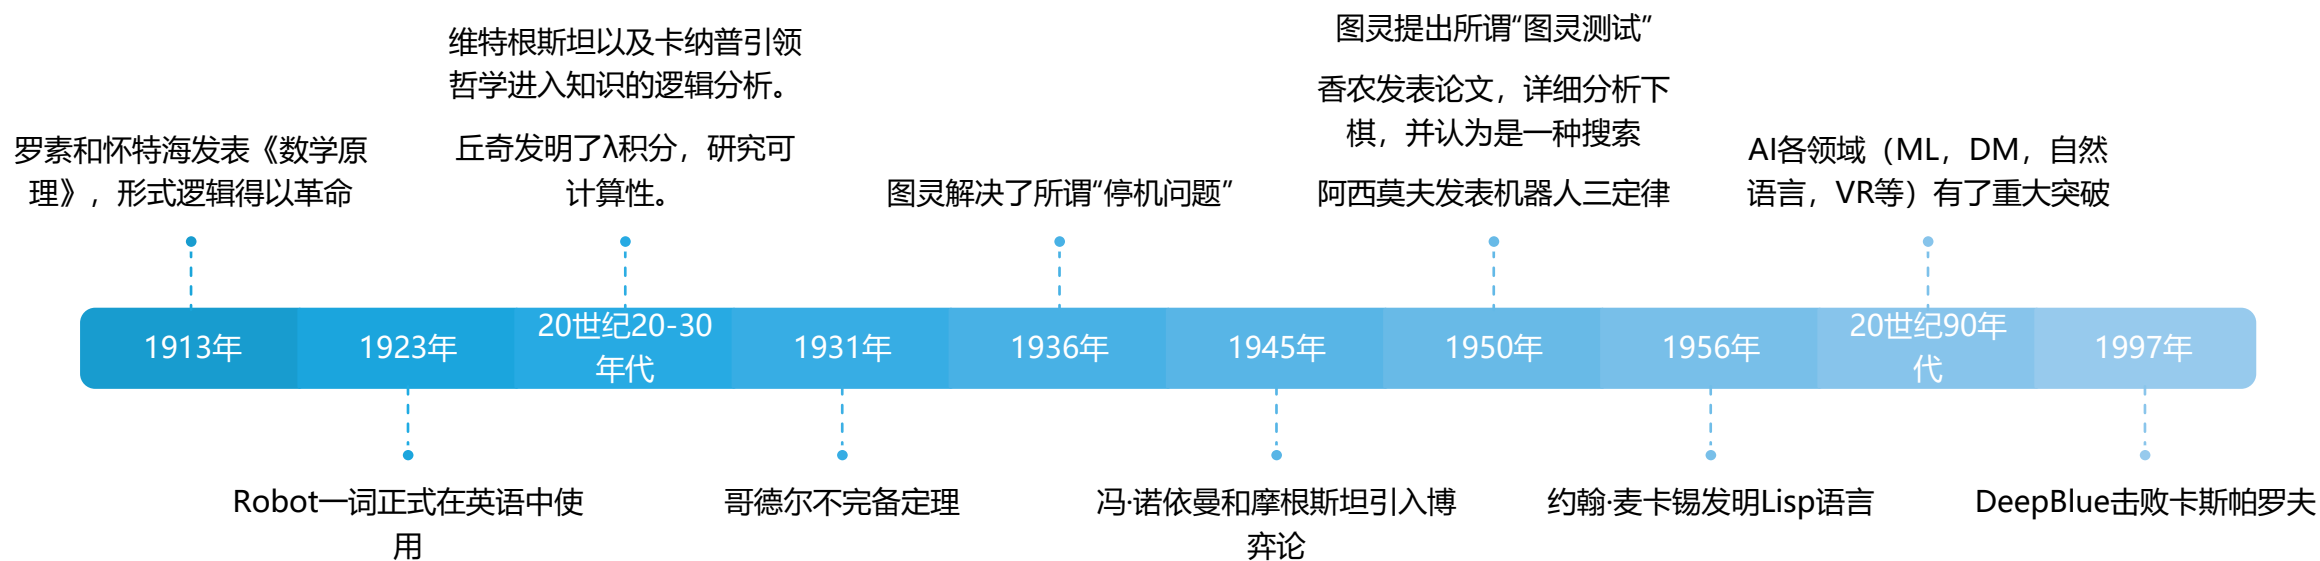 罗素和怀特海发表《数学原
理》，形式逻辑得以革命
维特根斯坦以及卡纳普引领
哲学进入知识的逻辑分析。
丘奇发明了λ积分，研究可
计算性。
图灵解决了所谓“停机问题”
图灵提出所谓“图灵测试”
香农发表论文，详细分析下
棋，并认为是一种搜索
阿西莫夫发表机器人三定律
AI各领域（ML，DM，自然
语言，VR等）有了重大突破
1913年
1923年
20世纪20-30
年代
1931年
1936年
1945年
1950年
1956年
20世纪90年
代
1997年
Robot一词正式在英语中使
用
哥德尔不完备定理
冯·诺依曼和摩根斯坦引入博
弈论
约翰·麦卡锡发明Lisp语言
DeepBlue击败卡斯帕罗夫